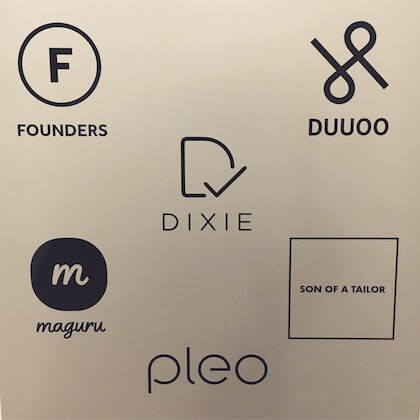 F
FOUNDERS
DUUOO
D
DIXIE
m
maguru
SON OF A TAILOR
pleo